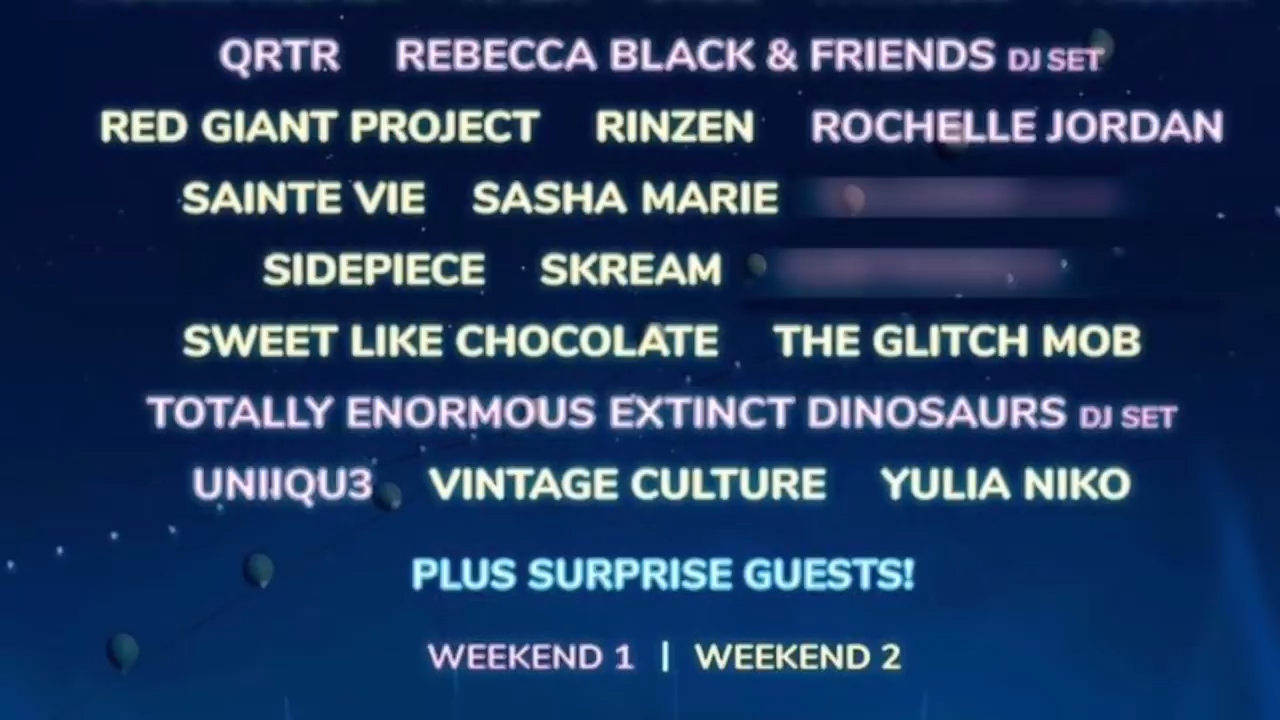 QRTR REBECCA BLACK & FRIENDS DJ SET
RED GIANT PROJECT RINZEN ROCHELLE JORDAN
SAINTE VIE SASHA MARIE
SIDEPIECE SKREAM
SWEET LIKE CHOCOLATE THE GLITCH MOB
TOTALLY ENORMOUS EXTINCT DINOSAURS DJ SET
UNIIQU3 VINTAGE CULTURE YULIA NIKO
PLUS SURPRISE GUESTS!
WEEKEND 1 | WEEKEND 2